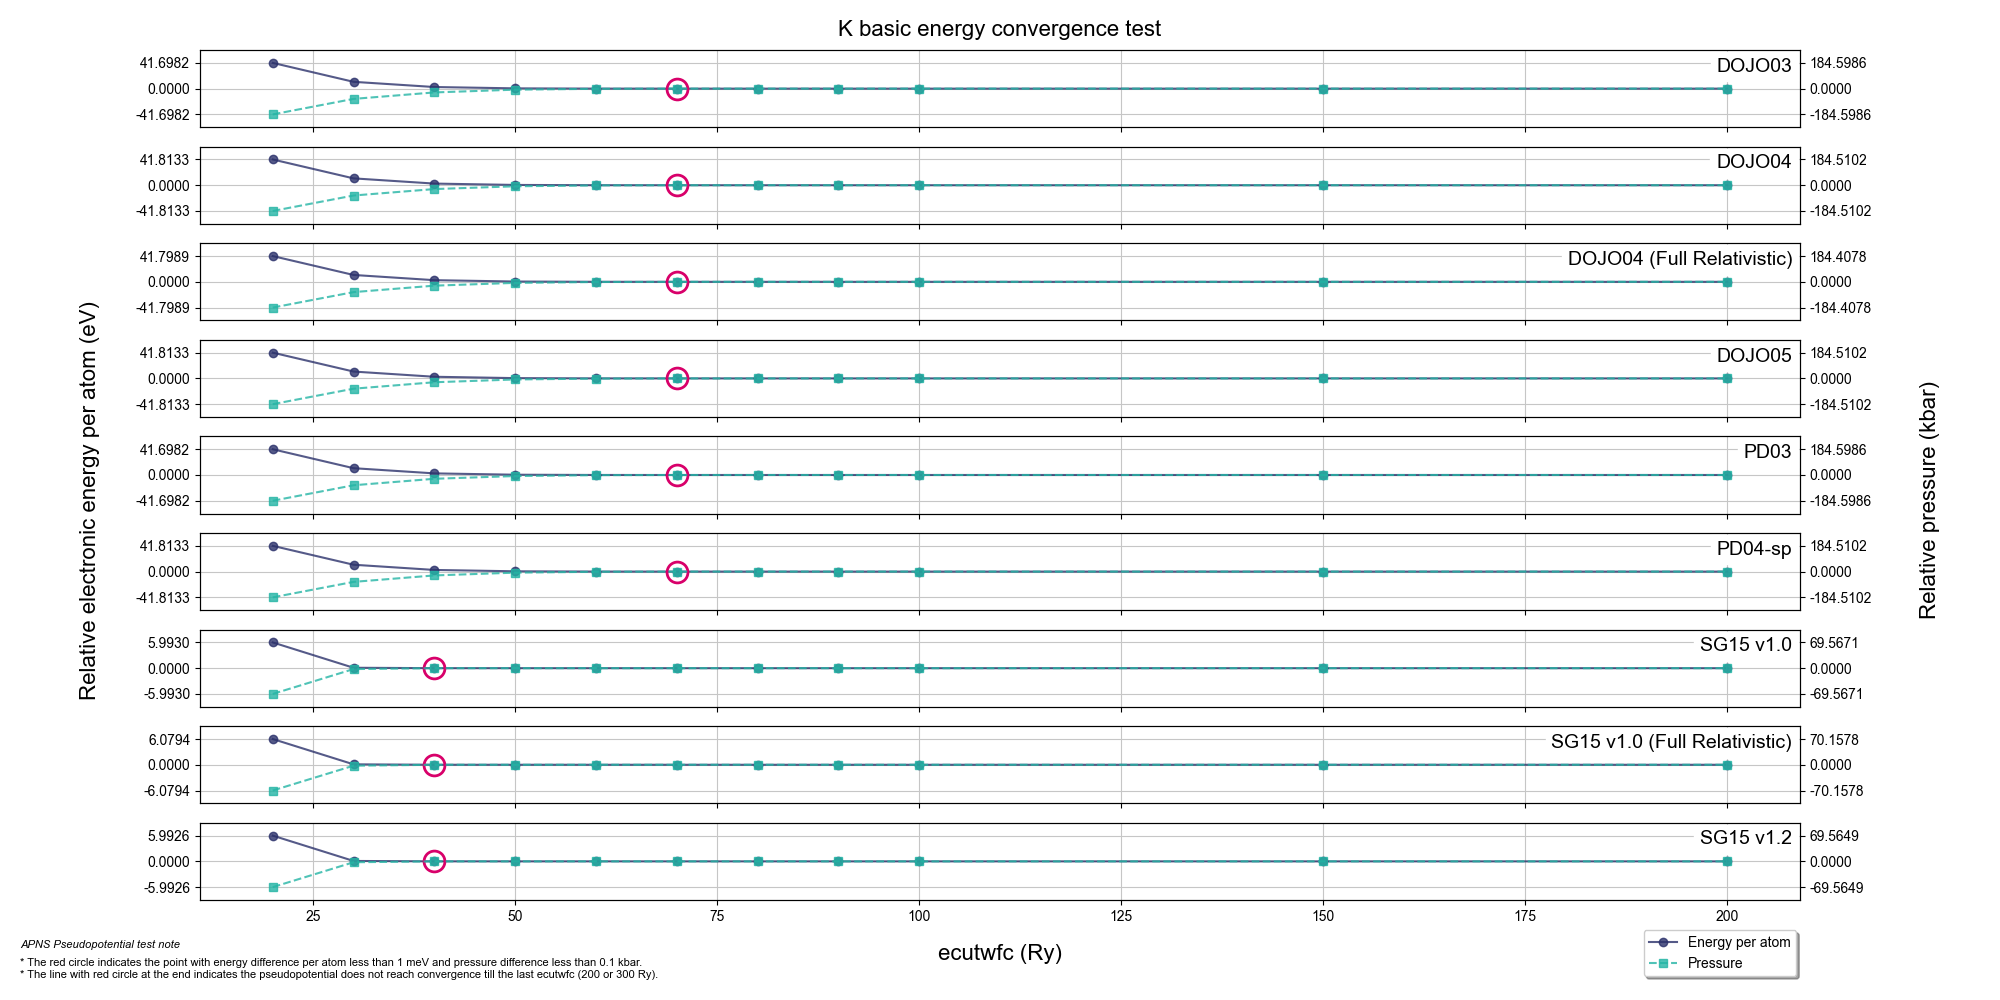 K basic energy convergence test
41.6982
0.0000
-41.6982
DOJO03
184.5986
0.0000
-184.5986
41.8133
0.0000
-41.8133
DOJO04
184.5102
0.0000
-184.5102
41.7989
0.0000
-41.7989
DOJO04 (Full Relativistic)
184.4078
0.0000
-184.4078
41.8133
0.0000
-41.8133
DOJO05
184.5102
0.0000
-184.5102
41.6982
0.0000
-41.6982
PD03
184.5986
0.0000
-184.5986
41.8133
0.0000
-41.8133
PD04-sp
184.5102
0.0000
-184.5102
5.9930
0.0000
-5.9930
SG15 v1.0
69.5671
0.0000
-69.5671
6.0794
0.0000
-6.0794
SG15 v1.0 (Full Relativistic)
70.1578
0.0000
-70.1578
5.9926
0.0000
-5.9926
SG15 v1.2
69.5649
0.0000
-69.5649
25 50 75 100 125 150 175 200
Relative electronic energy per atom (eV)
Relative pressure (kbar)
ecutwfc (Ry)
Energy per atom
Pressure
APNS Pseudopotential test note
* The red circle indicates the point with energy difference per atom less than 1 meV and pressure difference less than 0.1 kbar.
* The line with red circle at the end indicates the pseudopotential does not reach convergence till the last ecutwfc (200 or 300 Ry).